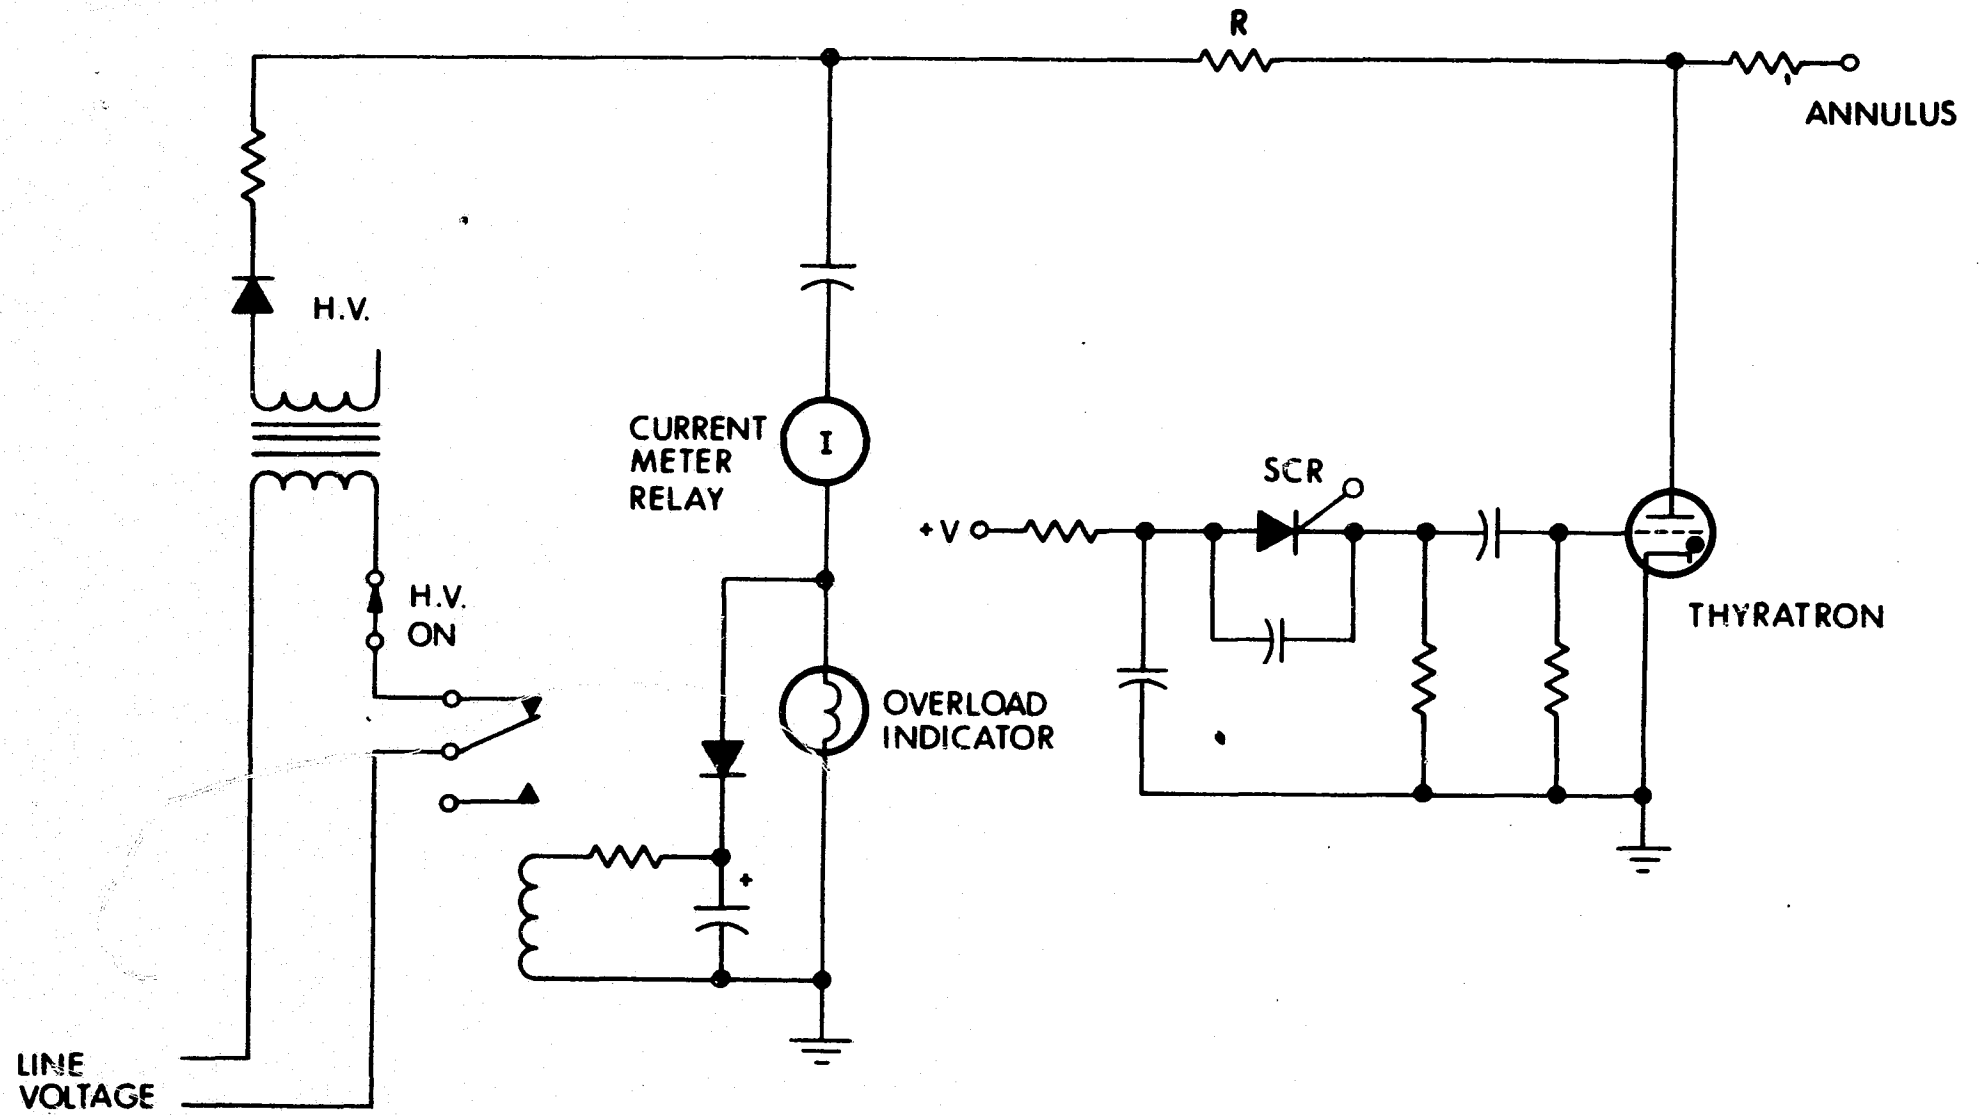 R
ANNULUS
H.V.
CURRENT
METER
RELAY
I
SCR
+V
THYRATRON
H.V.
ON
OVERLOAD
INDICATOR
+
LINE
VOLTAGE